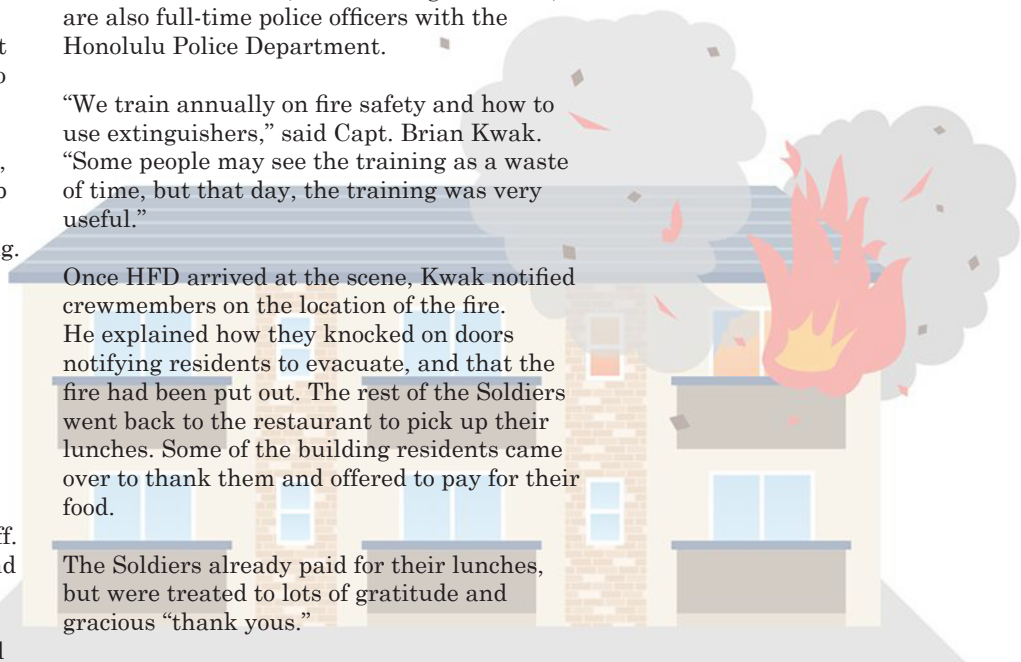 t
o
,
o
g.
ff.
nd
l
are also full-time police officers with the
Honolulu Police Department.
“We train annually on fire safety and how to
use extinguishers,” said Capt. Brian Kwak.
“Some people may see the training as a waste
of time, but that day, the training was very
useful.”
Once HFD arrived at the scene, Kwak notified
crewmembers on the location of the fire.
He explained how they knocked on doors
notifying residents to evacuate, and that the
fire had been put out. The rest of the Soldiers
went back to the restaurant to pick up their
lunches. Some of the building residents came
over to thank them and offered to pay for their
food.
The Soldiers already paid for their lunches,
but were treated to lots of gratitude and
gracious “thank yous.”